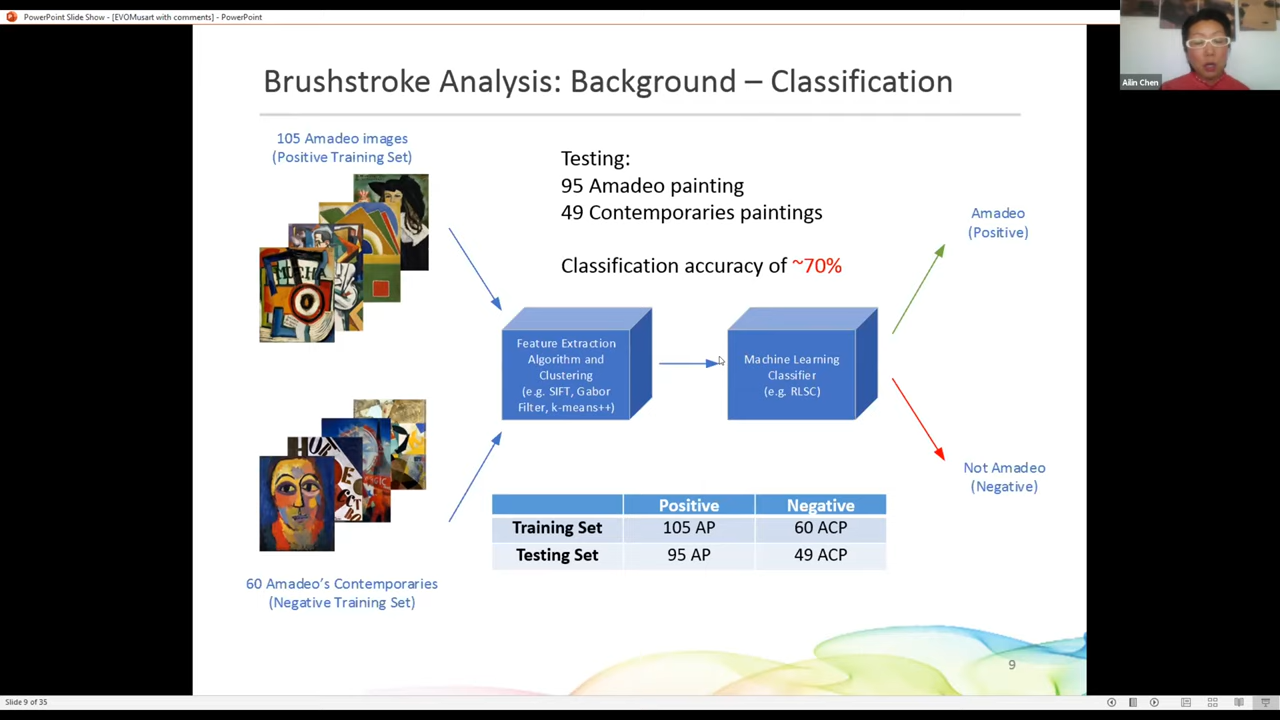 PowerPoint Slide Show - [EVOMusart with comments] - PowerPoint
Ailin Chen
Brushstroke Analysis: Background – Classification
105 Amadeo images
(Positive Training Set)
Testing:
95 Amadeo painting
49 Contemporaries paintings
Classification accuracy of ~70%
Amadeo
(Positive)
Feature Extraction
Algorithm and
Clustering
(e.g. SIFT, Gabor
Filter, k-means++)
Machine Learning
Classifier
(e.g. RLSC)
Not Amadeo
(Negative)
Positive Negative
Training Set 105 AP 60 ACP
Testing Set 95 AP 49 ACP
60 Amadeo's Contemporaries
(Negative Training Set)
9
Slide 9 of 35